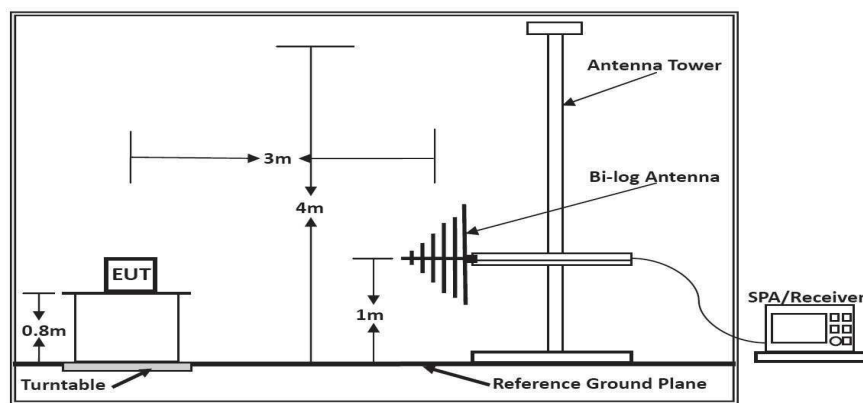 Antenna Tower
3m
Bi-log Antenna
4m
EUT
SPA/Receiver
0.8m
1m
Turntable
Reference Ground Plane